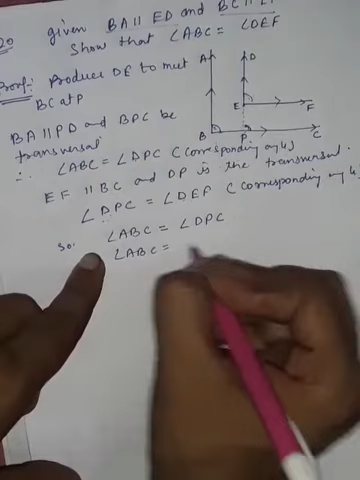 20 given BA || ED and BC || EF
Show that ∠ABC = ∠DEF
Proof: Produce DE to meet
BC at P
BA || PD and BPC be
transversal
∴ ∠ABC = ∠DPC (corresponding angles)
EF || BC and DP is the transversal.
∠DPC = ∠DEF (corresponding angles)
So. ∠ABC = ∠DPC
∠ABC =
A D
E F
B P C